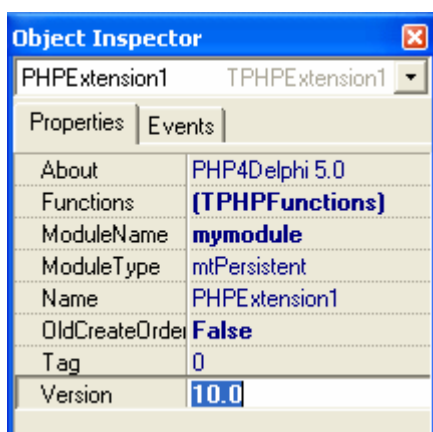 Object Inspector
PHPExtension1 TPHPExtension1
Properties Events
About PHP4Delphi 5.0
Functions (TPHPFunctions)
ModuleName mymodule
ModuleType mtPersistent
Name PHPExtension1
OldCreateOrder False
Tag 0
Version 10.0